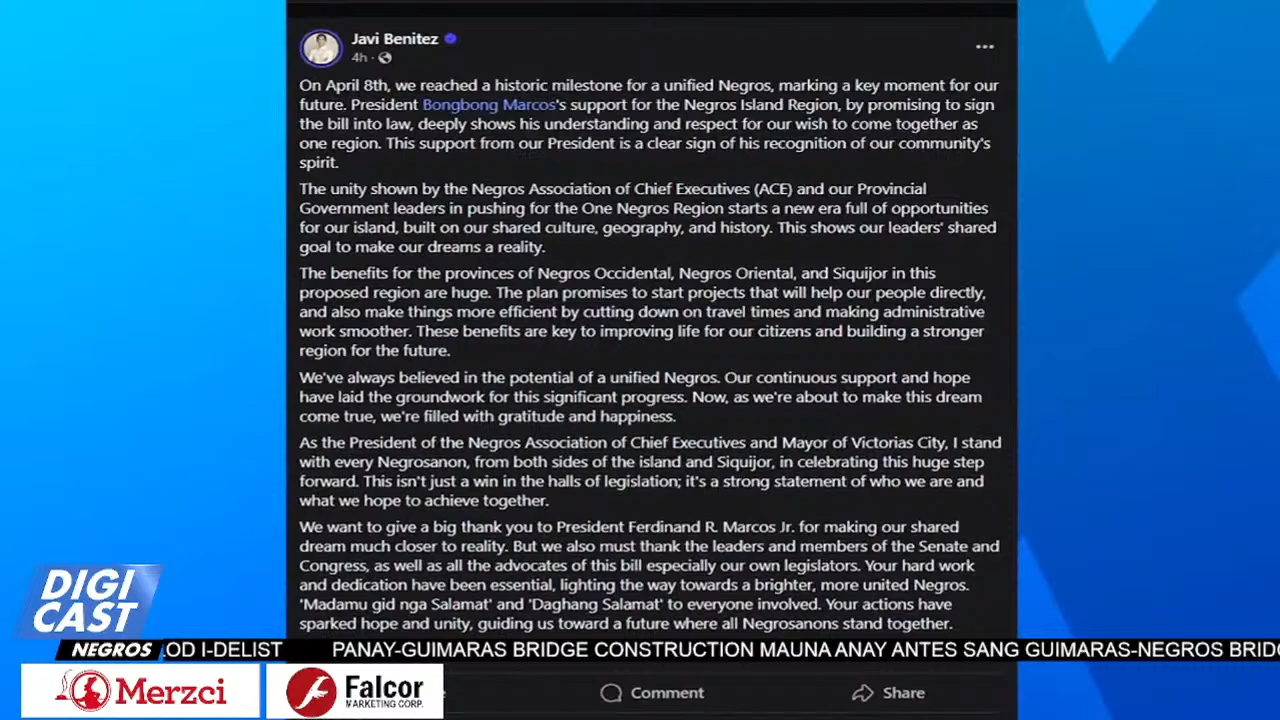 Javi Benitez
4h ·
On April 8th, we reached a historic milestone for a unified Negros, marking a key moment for our
future. President Bongbong Marcos's support for the Negros Island Region, by promising to sign
the bill into law, deeply shows his understanding and respect for our wish to come together as
one region. This support from our President is a clear sign of his recognition of our community's
spirit.
The unity shown by the Negros Association of Chief Executives (ACE) and our Provincial
Government leaders in pushing for the One Negros Region starts a new era full of opportunities
for our island, built on our shared culture, geography, and history. This shows our leaders' shared
goal to make our dreams a reality.
The benefits for the provinces of Negros Occidental, Negros Oriental, and Siquijor in this
proposed region are huge. The plan promises to start projects that will help our people directly,
and also make things more efficient by cutting down on travel times and making administrative
work smoother. These benefits are key to improving life for our citizens and building a stronger
region for the future.
We've always believed in the potential of a unified Negros. Our continuous support and hope
have laid the groundwork for this significant progress. Now, as we're about to make this dream
come true, we're filled with gratitude and happiness.
As the President of the Negros Association of Chief Executives and Mayor of Victorias City, I stand
with every Negrosanon, from both sides of the island and Siquijor, in celebrating this huge step
forward. This isn't just a win in the halls of legislation; it's a strong statement of who we are and
what we hope to achieve together.
We want to give a big thank you to President Ferdinand R. Marcos Jr. for making our shared
dream much closer to reality. But we also must thank the leaders and members of the Senate and
Congress, as well as all the advocates of this bill especially our own legislators. Your hard work
and dedication have been essential, lighting the way towards a brighter, more united Negros.
'Madamu gid nga Salamat' and 'Daghang Salamat' to everyone involved. Your actions have
sparked hope and unity, guiding us toward a future where all Negrosanons stand together.
DIGI
CAST
NEGROS
OD I-DELIST PANAY-GUIMARAS BRIDGE CONSTRUCTION MAUNA ANAY ANTES SANG GUIMARAS-NEGROS BRIDG
Merzci
Falcor
MARKETING CORP.
Comment
Share